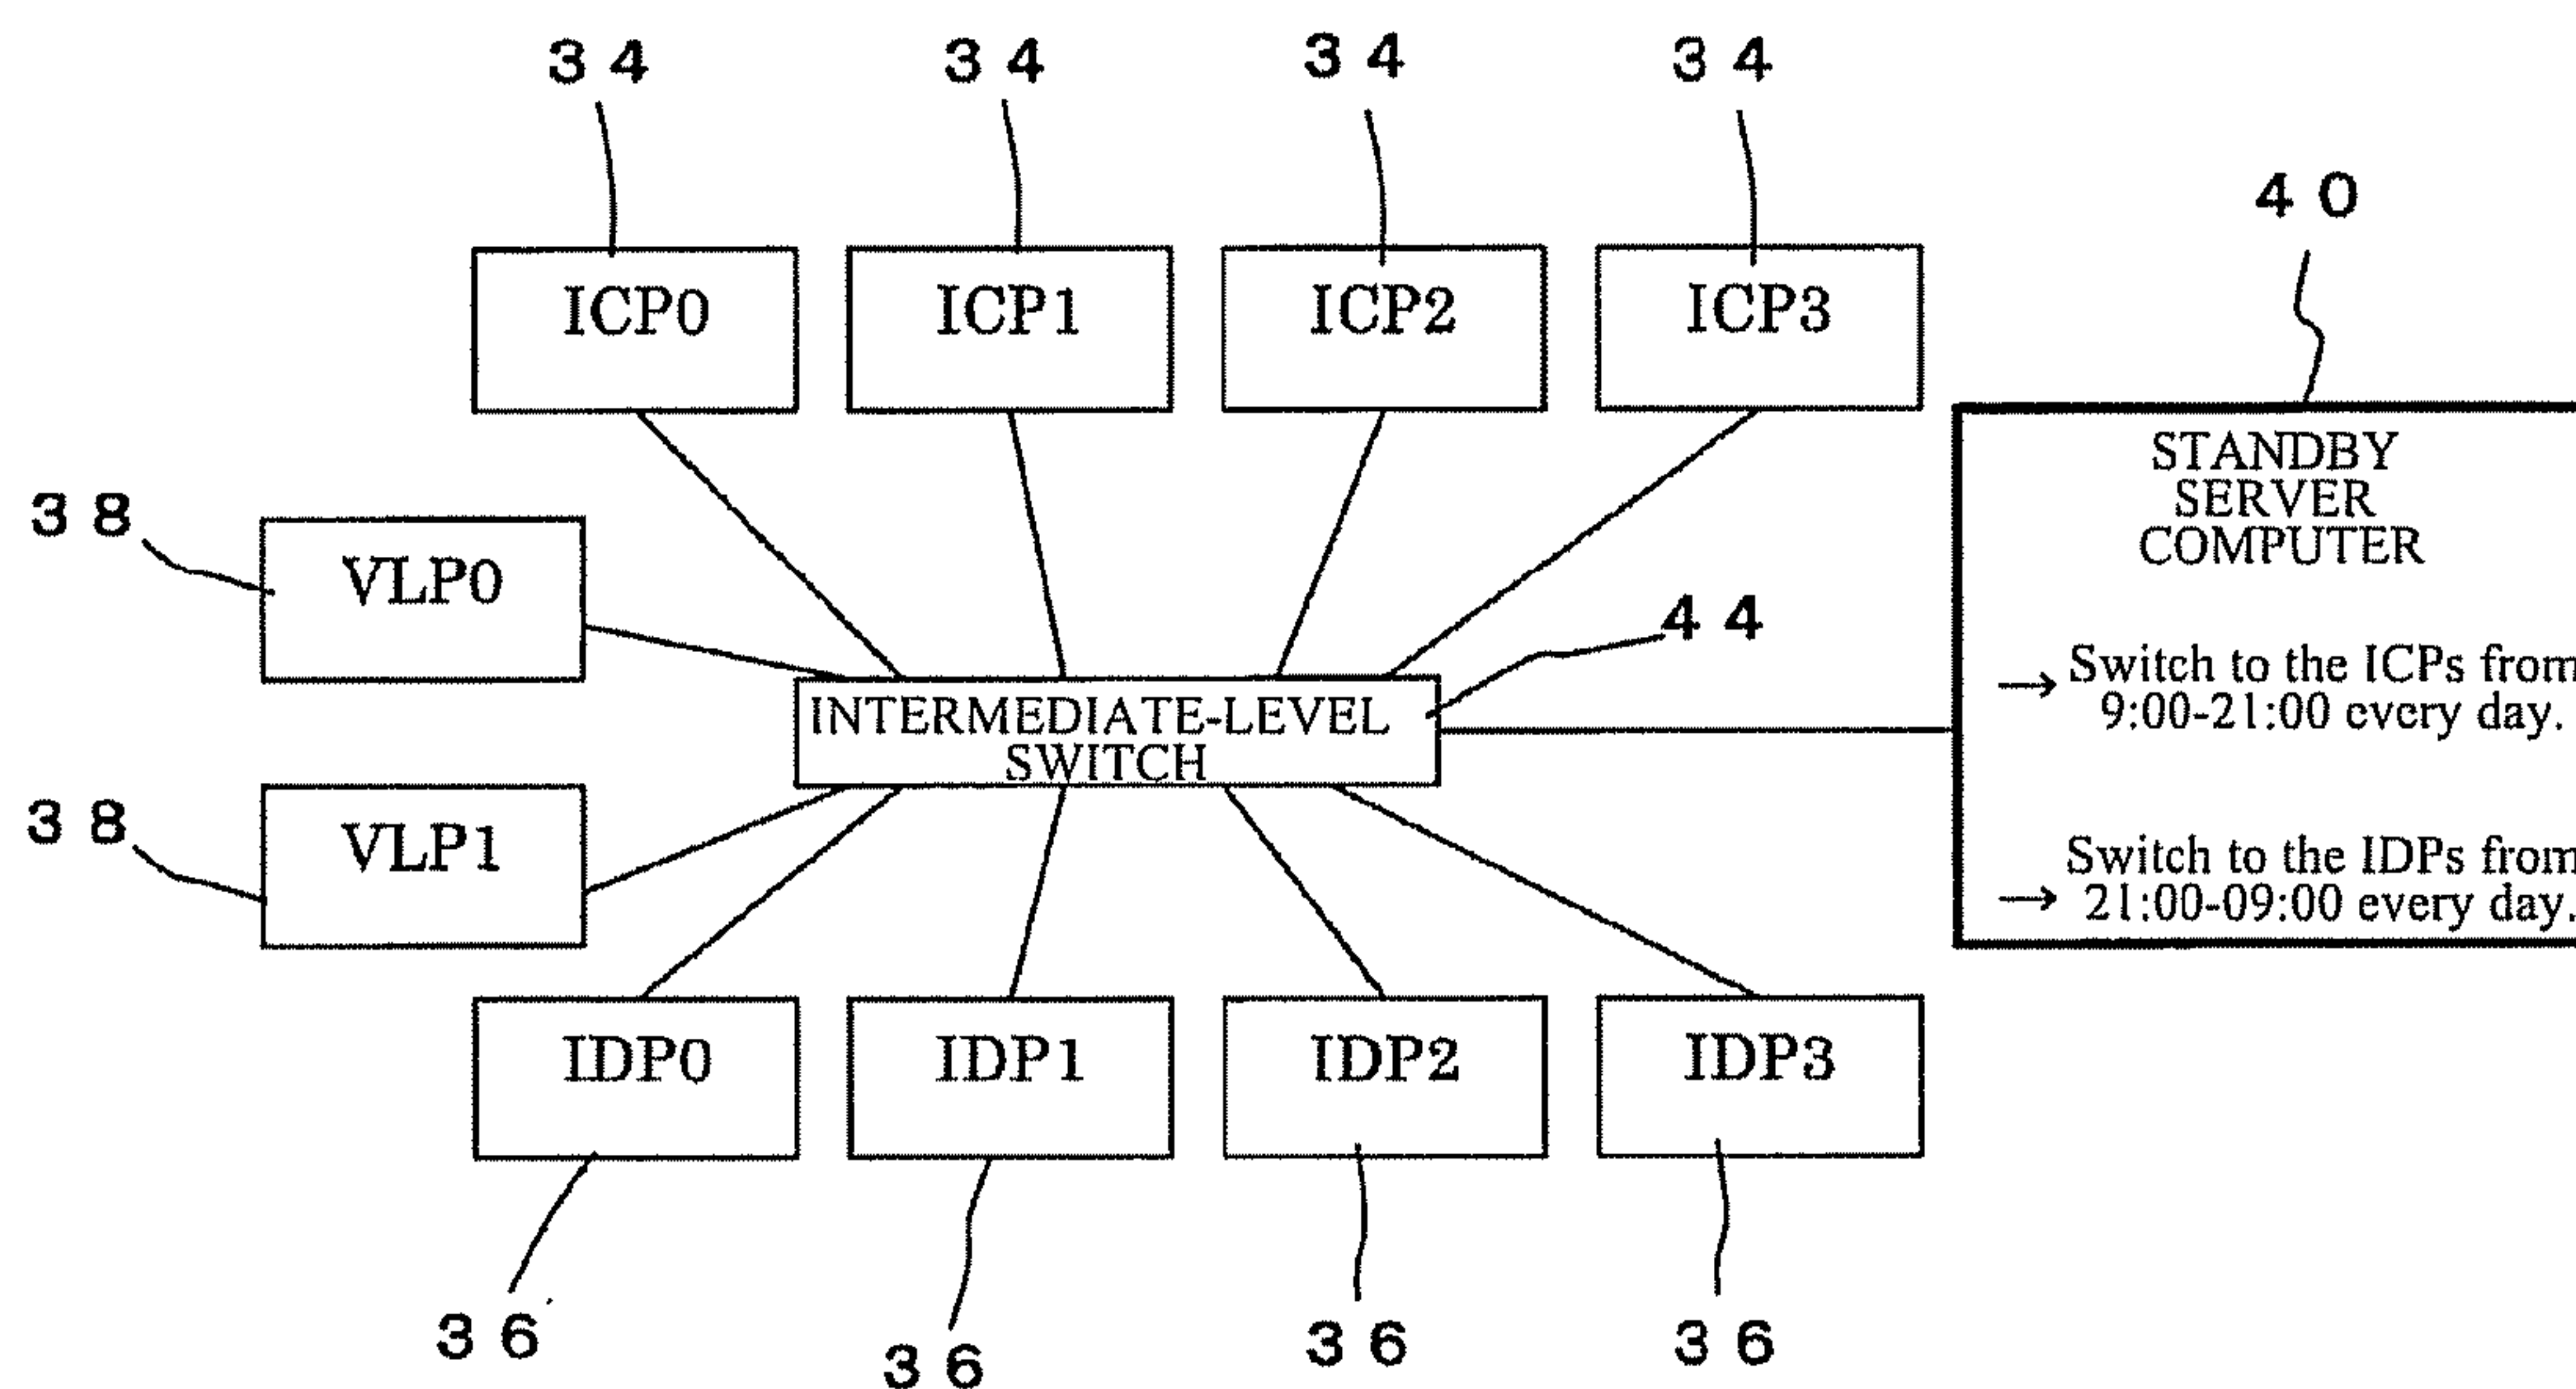 34 34 34 34
40
ICP0 ICP1 ICP2 ICP3
STANDBY
SERVER
COMPUTER
38
VLP0
44
Switch to the ICPs from
→ 9:00-21:00 every day.
INTERMEDIATE-LEVEL
SWITCH
38
VLP1
Switch to the IDPs from
→ 21:00-09:00 every day.
IDP0 IDP1 IDP2 IDP3
36 36 36 36